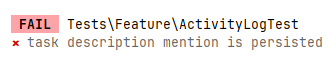 FAIL Tests\Feature\ActivityLogTest
× task description mention is persisted